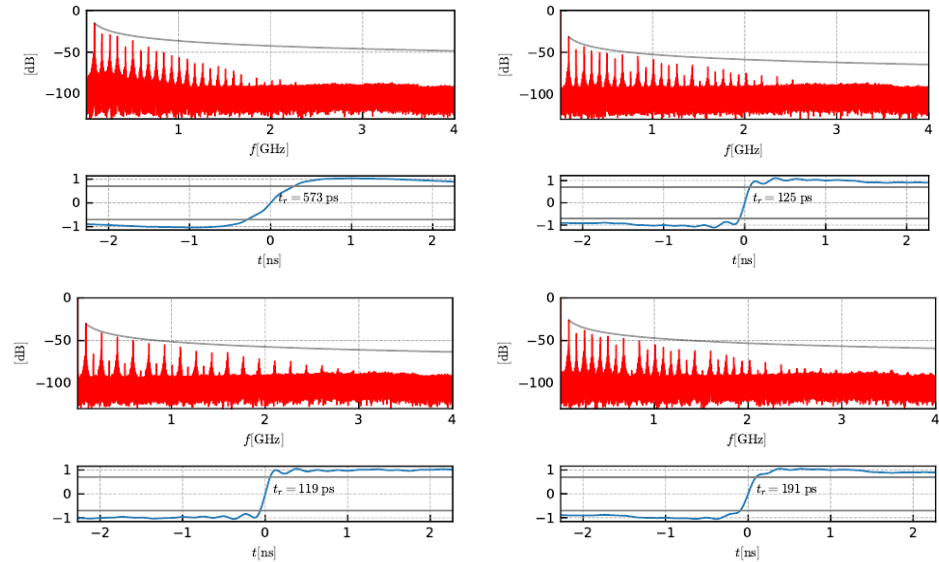 0
−50
−100
[dB]
1 2 3 4
f[GHz]
1
0
−1
t_r = 573 ps
−2 −1 0 1 2
t[ns]
0
−50
−100
[dB]
1 2 3 4
f[GHz]
1
0
−1
t_r = 125 ps
−2 −1 0 1 2
t[ns]
0
−50
−100
[dB]
1 2 3 4
f[GHz]
1
0
−1
t_r = 119 ps
−2 −1 0 1 2
t[ns]
0
−50
−100
[dB]
1 2 3 4
f[GHz]
1
0
−1
t_r = 191 ps
−2 −1 0 1 2
t[ns]